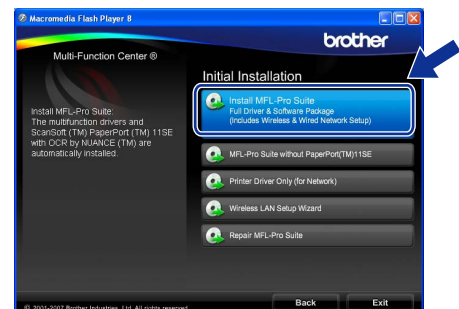 Macromedia Flash Player 8
brother
Multi-Function Center ®
Initial Installation
Install MFL-Pro Suite
Full Driver & Software Package
(Includes Wireless & Wired Network Setup)
Install MFL-Pro Suite:
The multifunction drivers and
ScanSoft (TM) PaperPort (TM) 11SE
with OCR by NUANCE (TM) are
automatically installed.
MFL-Pro Suite without PaperPort(TM)11SE
Printer Driver Only (for Network)
Wireless LAN Setup Wizard
Repair MFL-Pro Suite
© 2001-2007 Brother Industries, Ltd. All rights reserved.
Back
Exit